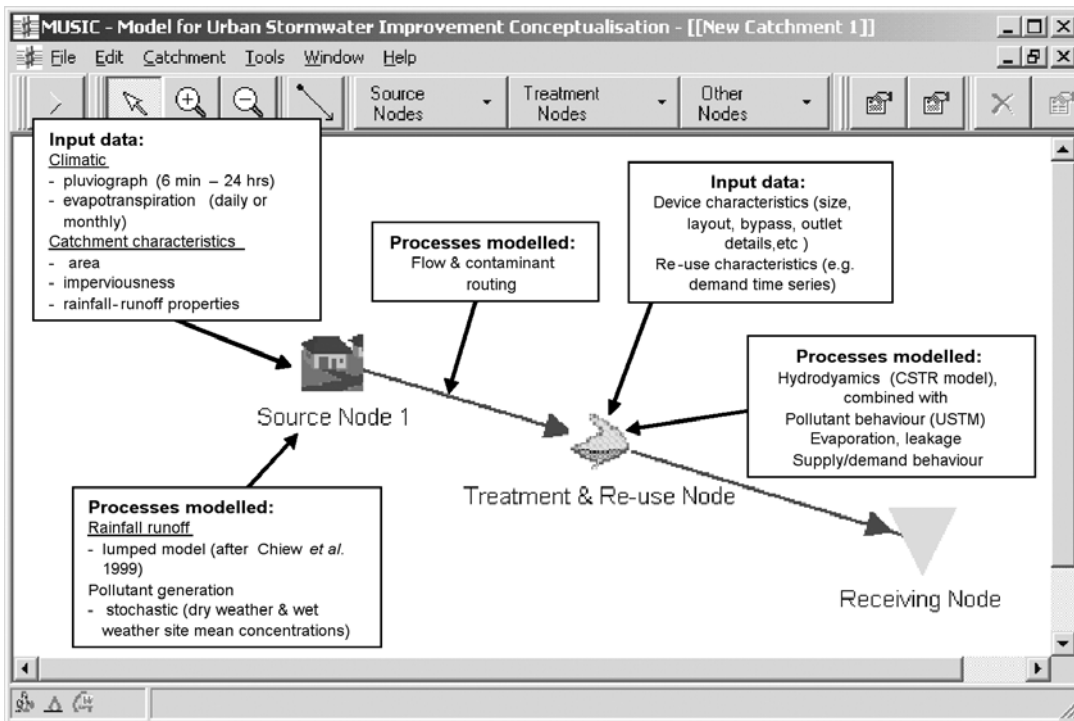 MUSIC - Model for Urban Stormwater Improvement Conceptualisation - [[New Catchment 1]]
File Edit Catchment Tools Window Help
Source Nodes
Treatment Nodes
Other Nodes
Input data:
Climatic
- pluviograph (6 min – 24 hrs)
- evapotranspiration (daily or
monthly)
Catchment characteristics
- area
- imperviousness
- rainfall-runoff properties
Processes modelled:
Flow & contaminant
routing
Input data:
Device characteristics (size,
layout, bypass, outlet
details,etc )
Re-use characteristics (e.g.
demand time series)
Processes modelled:
Hydrodyamics (CSTR model),
combined with
Pollutant behaviour (USTM)
Evaporation, leakage
Supply/demand behaviour
Source Node 1
Treatment & Re-use Node
Receiving Node
Processes modelled:
Rainfall runoff
- lumped model (after Chiew et al.
1999)
Pollutant generation
- stochastic (dry weather & wet
weather site mean concentrations)